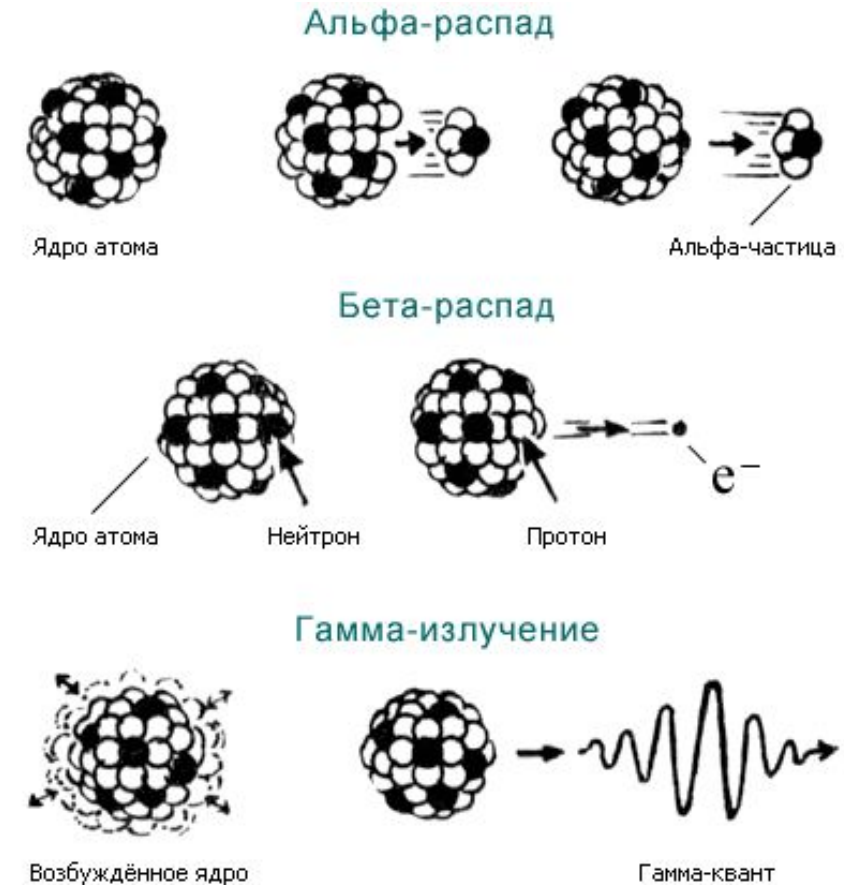 Альфа-распад
Ядро атома
Альфа-частица
Бета-распад
e⁻
Ядро атома
Нейтрон
Протон
Гамма-излучение
Возбуждённое ядро
Гамма-квант